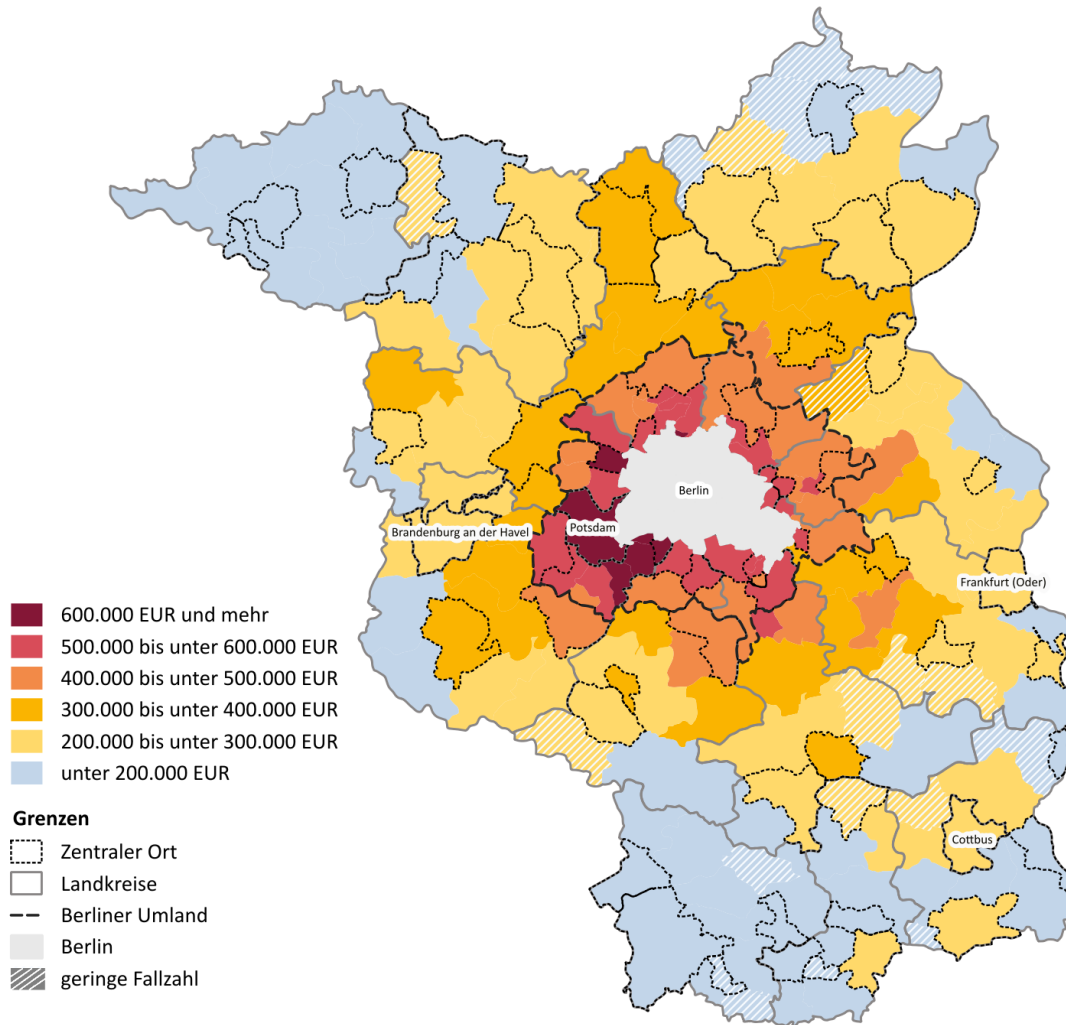 Berlin
Brandenburg an der Havel
Potsdam
Frankfurt (Oder)
Cottbus
600.000 EUR und mehr
500.000 bis unter 600.000 EUR
400.000 bis unter 500.000 EUR
300.000 bis unter 400.000 EUR
200.000 bis unter 300.000 EUR
unter 200.000 EUR
Grenzen
Zentraler Ort
Landkreise
Berliner Umland
Berlin
geringe Fallzahl